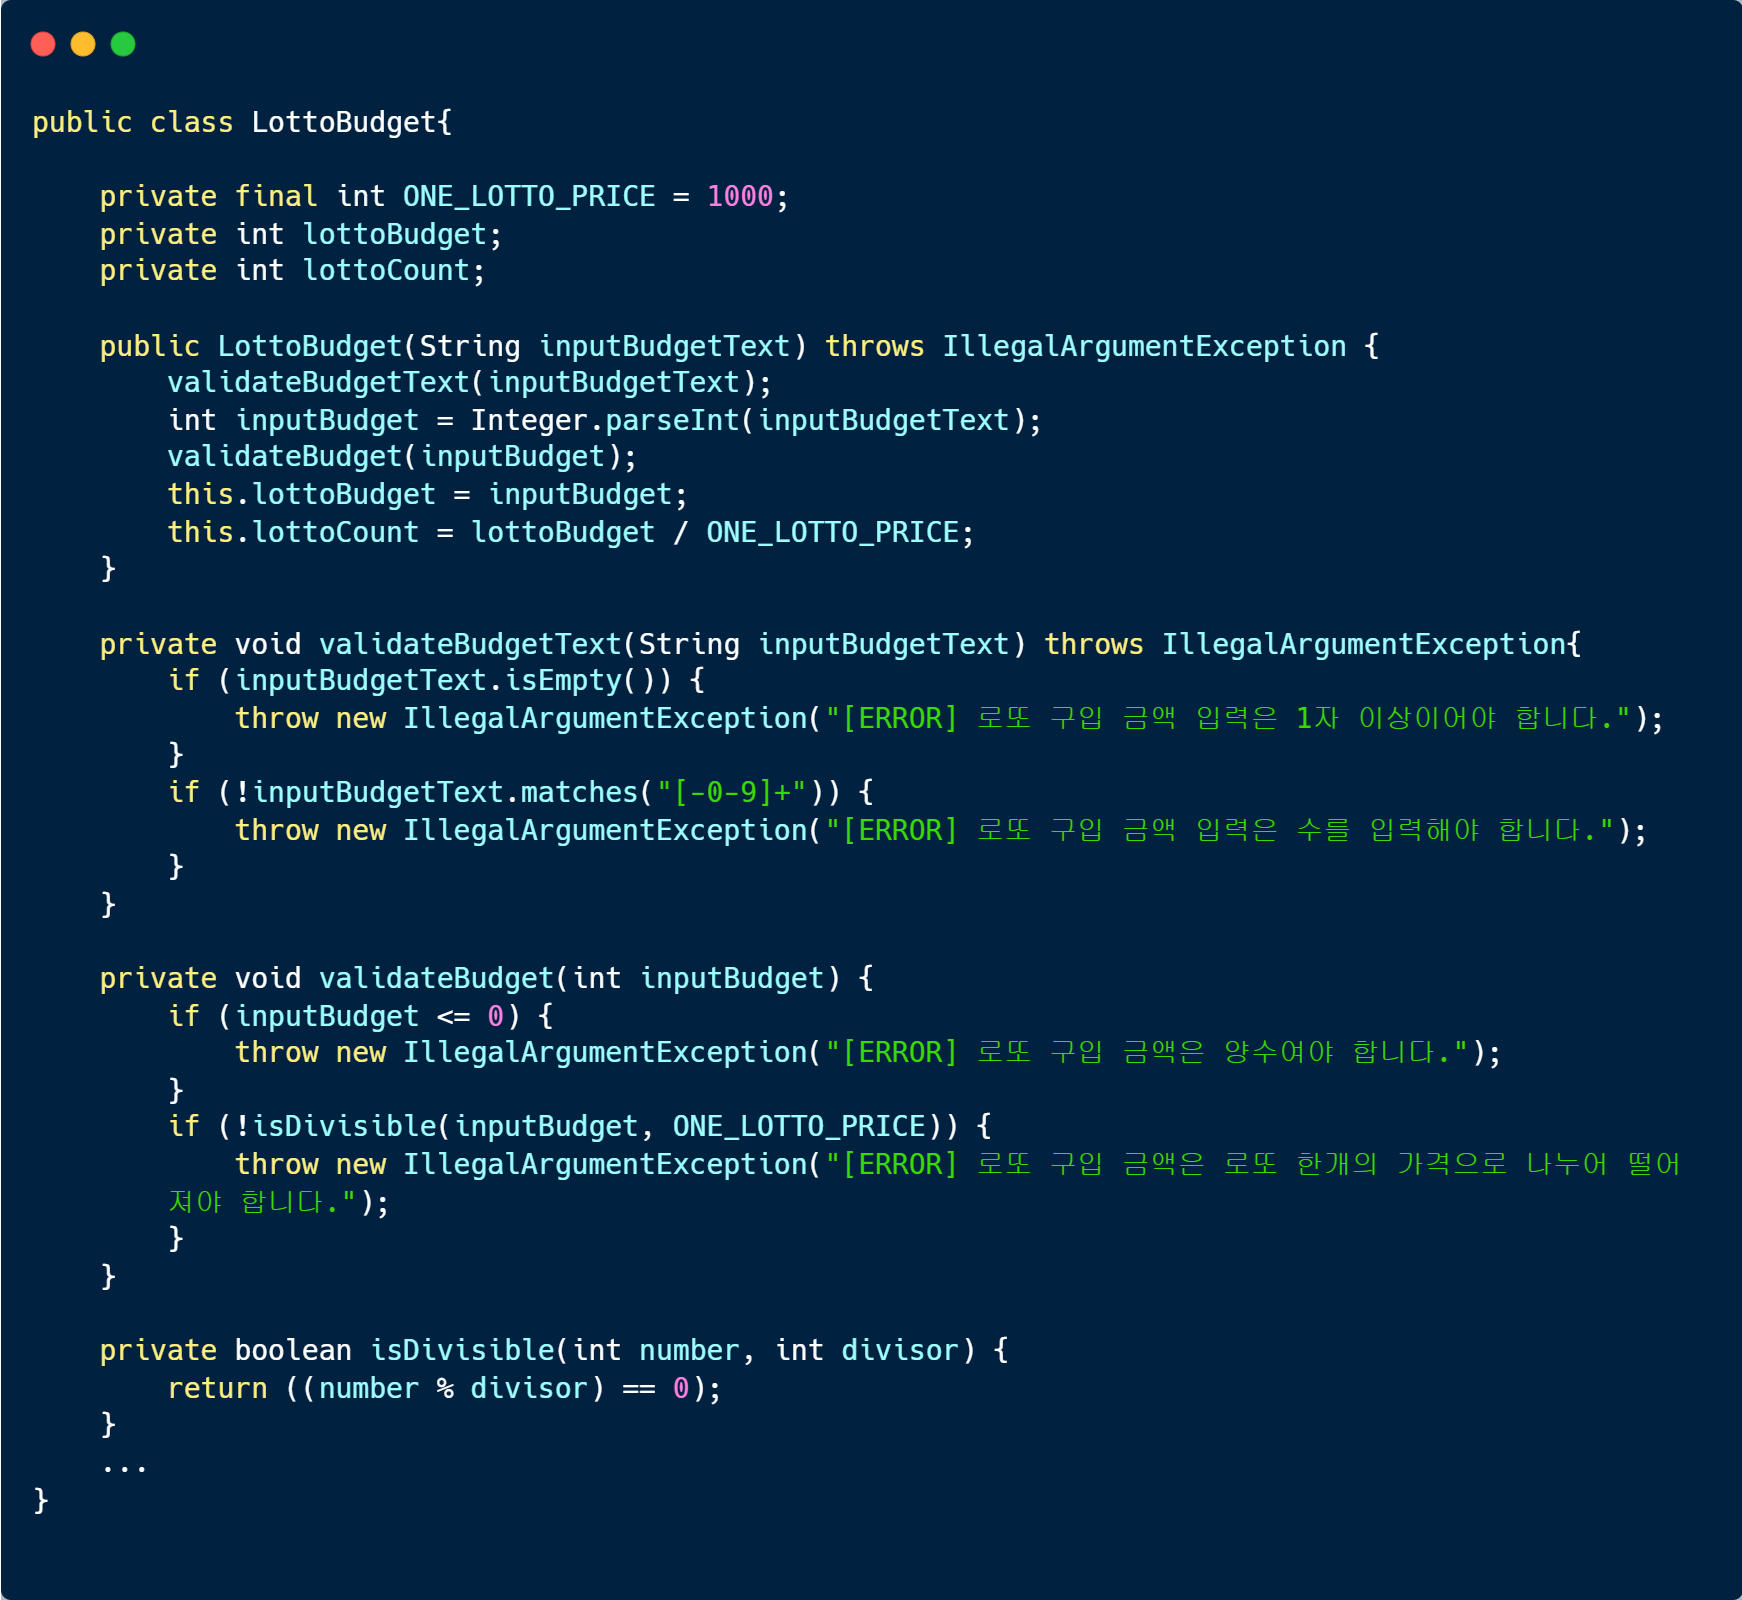 public class LottoBudget{
private final int ONE_LOTTO_PRICE = 1000;
private int lottoBudget;
private int lottoCount;
public LottoBudget(String inputBudgetText) throws IllegalArgumentException {
validateBudgetText(inputBudgetText);
int inputBudget = Integer.parseInt(inputBudgetText);
validateBudget(inputBudget);
this.lottoBudget = inputBudget;
this.lottoCount = lottoBudget / ONE_LOTTO_PRICE;
}
private void validateBudgetText(String inputBudgetText) throws IllegalArgumentException{
if (inputBudgetText.isEmpty()) {
throw new IllegalArgumentException("[ERROR] 로또 구입 금액 입력은 1자 이상이어야 합니다.");
}
if (!inputBudgetText.matches("[-0-9]+")) {
throw new IllegalArgumentException("[ERROR] 로또 구입 금액 입력은 수를 입력해야 합니다.");
}
}
private void validateBudget(int inputBudget) {
if (inputBudget <= 0) {
throw new IllegalArgumentException("[ERROR] 로또 구입 금액은 양수여야 합니다.");
}
if (!isDivisible(inputBudget, ONE_LOTTO_PRICE)) {
throw new IllegalArgumentException("[ERROR] 로또 구입 금액은 로또 한개의 가격으로 나누어 떨어
져야 합니다.");
}
}
private boolean isDivisible(int number, int divisor) {
return ((number % divisor) == 0);
}
...
}